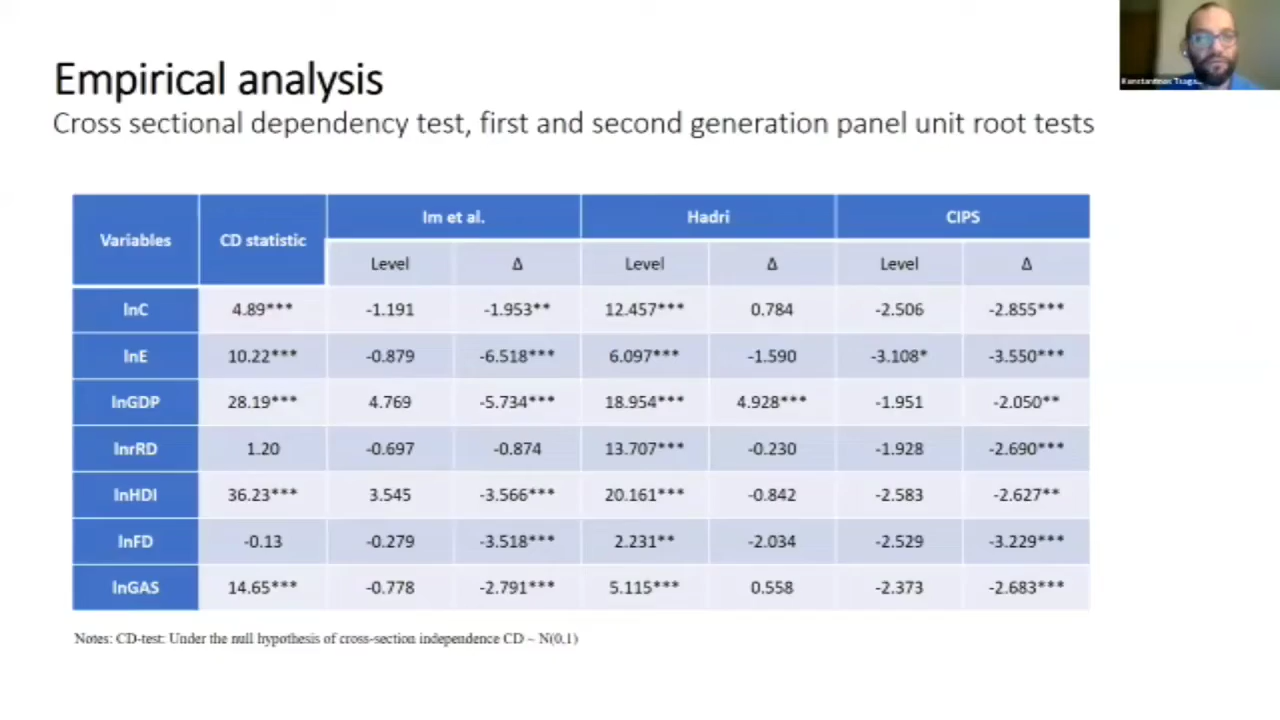 Konstantinos Tsaga...
Empirical analysis
Cross sectional dependency test, first and second generation panel unit root tests
Variables CD statistic Im et al. Hadri CIPS
Level Δ Level Δ Level Δ
lnC 4.89*** -1.191 -1.953** 12.457*** 0.784 -2.506 -2.855***
lnE 10.22*** -0.879 -6.518*** 6.097*** -1.590 -3.108* -3.550***
lnGDP 28.19*** 4.769 -5.734*** 18.954*** 4.928*** -1.951 -2.050**
lnrRD 1.20 -0.697 -0.874 13.707*** -0.230 -1.928 -2.690***
lnHDI 36.23*** 3.545 -3.566*** 20.161*** -0.842 -2.583 -2.627**
lnFD -0.13 -0.279 -3.518*** 2.231** -2.034 -2.529 -3.229***
lnGAS 14.65*** -0.778 -2.791*** 5.115*** 0.558 -2.373 -2.683***
Notes: CD-test: Under the null hypothesis of cross-section independence CD ~ N(0,1)